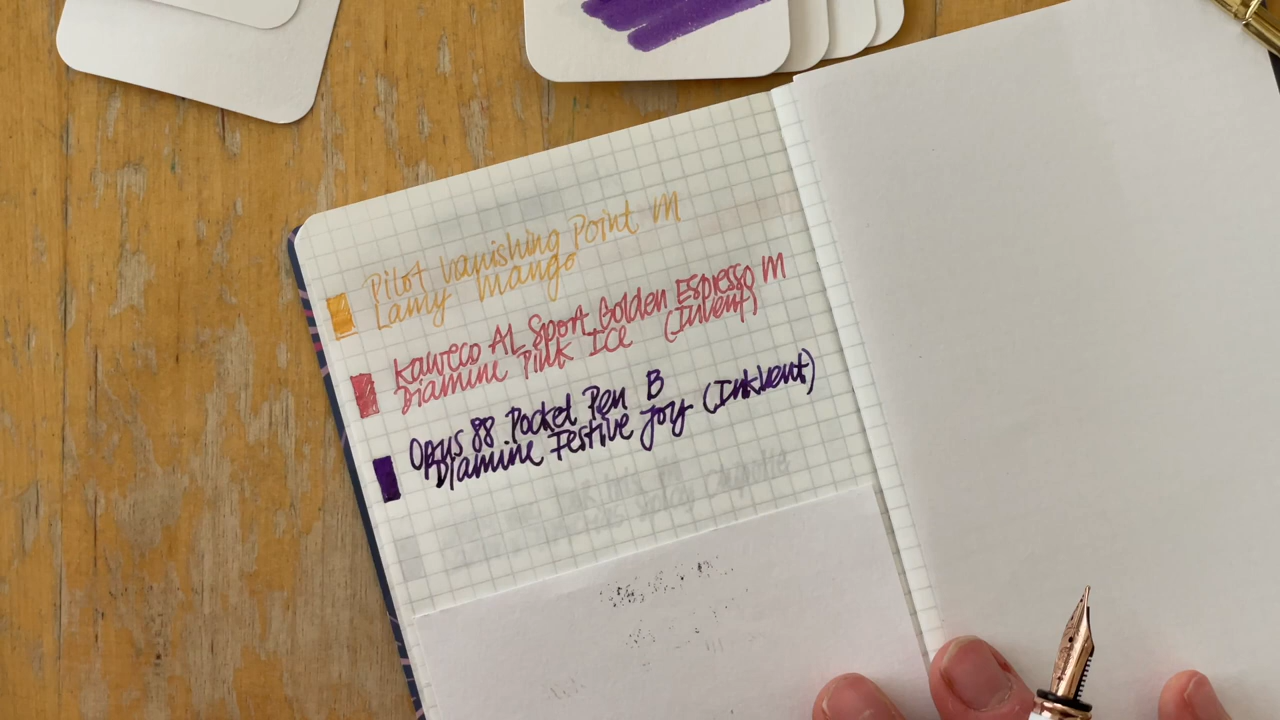 Pilot Vanishing Point M
Lamy Mango
Kaweco AL Sport Golden Espresso M
Diamine Pink Ice (Inkvent)
Opus 88 Pocket Pen B
Diamine Festive Joy (Inkvent)